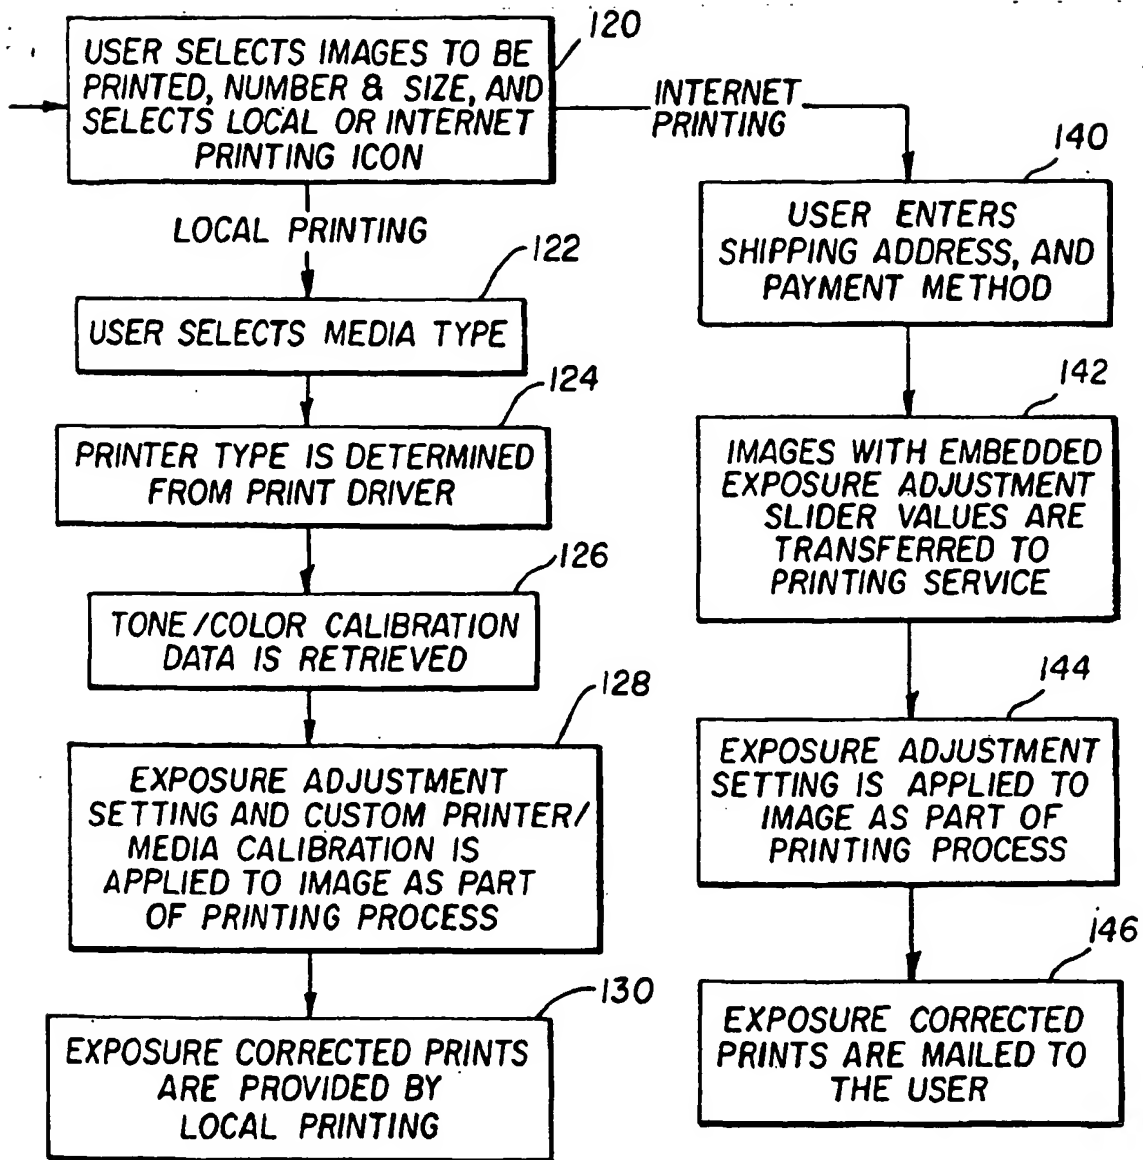 120
USER SELECTS IMAGES TO BE
PRINTED, NUMBER & SIZE, AND
SELECTS LOCAL OR INTERNET
PRINTING ICON
INTERNET
PRINTING
LOCAL PRINTING
122
USER SELECTS MEDIA TYPE
124
PRINTER TYPE IS DETERMINED
FROM PRINT DRIVER
126
TONE/COLOR CALIBRATION
DATA IS RETRIEVED
128
EXPOSURE ADJUSTMENT
SETTING AND CUSTOM PRINTER/
MEDIA CALIBRATION IS
APPLIED TO IMAGE AS PART
OF PRINTING PROCESS
130
EXPOSURE CORRECTED PRINTS
ARE PROVIDED BY
LOCAL PRINTING
140
USER ENTERS
SHIPPING ADDRESS, AND
PAYMENT METHOD
142
IMAGES WITH EMBEDDED
EXPOSURE ADJUSTMENT
SLIDER VALUES ARE
TRANSFERRED TO
PRINTING SERVICE
144
EXPOSURE ADJUSTMENT
SETTING IS APPLIED TO
IMAGE AS PART OF
PRINTING PROCESS
146
EXPOSURE CORRECTED
PRINTS ARE MAILED TO
THE USER